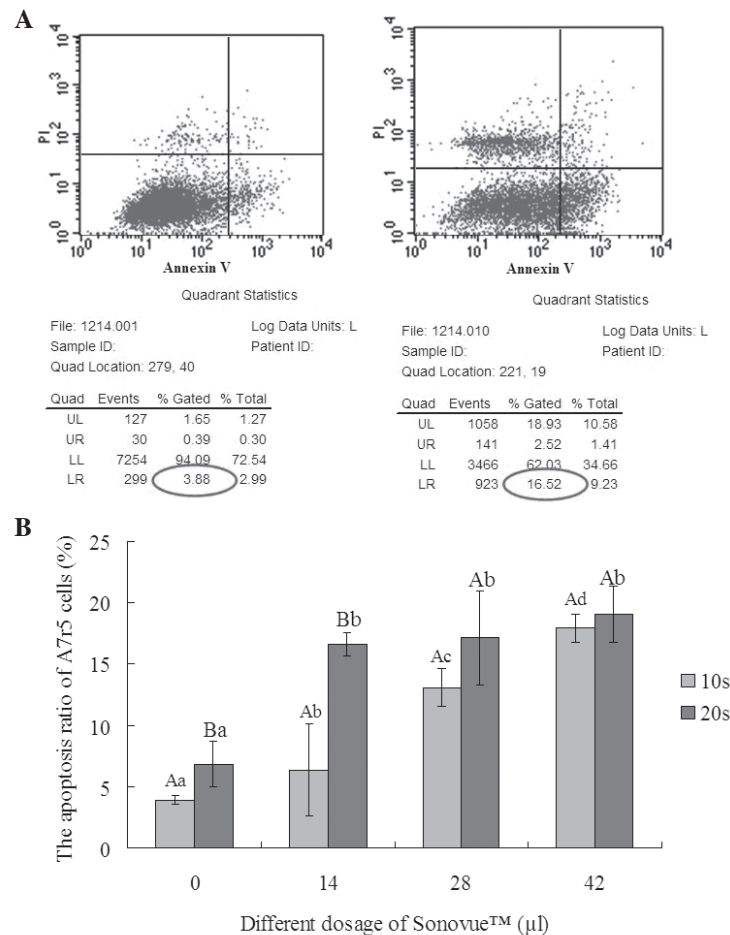 A
10⁴
10³
10²
10¹
10⁰
PI
10⁰ 10¹ 10² 10³ 10⁴
Annexin V
10⁴
10³
10²
10¹
10⁰
PI
10⁰ 10¹ 10² 10³ 10⁴
Annexin V
Quadrant Statistics
File: 1214.001 Log Data Units: L
Sample ID: Patient ID:
Quad Location: 279, 40
Quad Events % Gated % Total
UL 127 1.65 1.27
UR 30 0.39 0.30
LL 7254 94.09 72.54
LR 299 3.88 2.99
Quadrant Statistics
File: 1214.010 Log Data Units: L
Sample ID: Patient ID:
Quad Location: 221, 19
Quad Events % Gated % Total
UL 1058 18.93 10.58
UR 141 2.52 1.41
LL 3466 62.03 34.66
LR 923 16.52 9.23
B
The apoptosis ratio of A7r5 cells (%)
25
20
15
10
5
0
Aa
Ba
Ab
Bb
Ac
Ab
Ad
Ab
10s
20s
0 14 28 42
Different dosage of Sonovue™ (µl)